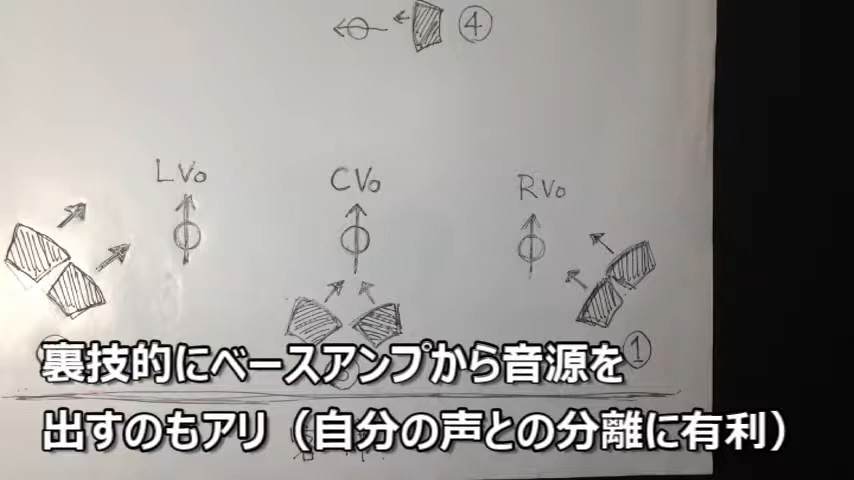 ④
LVo
CVo
RVo
①
裏技的にベースアンプから音源を
出すのもアリ（自分の声との分離に有利）